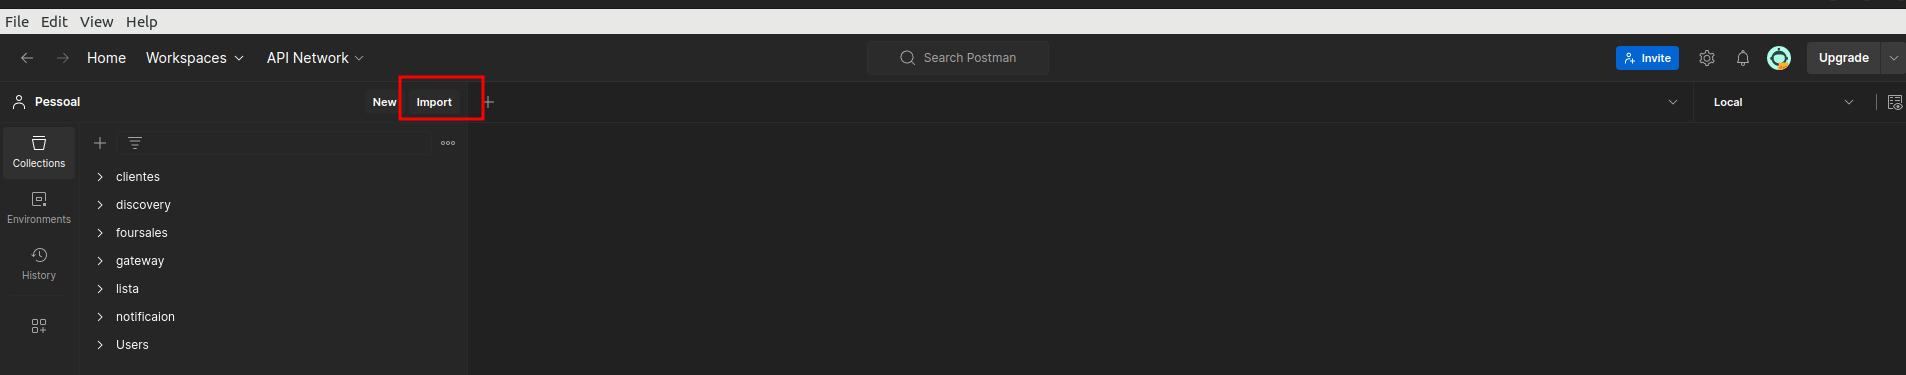 File Edit View Help
Home Workspaces API Network Search Postman Invite Upgrade
Pessoal New Import Local
Collections
Environments
History
clientes
discovery
foursales
gateway
lista
notificaion
Users